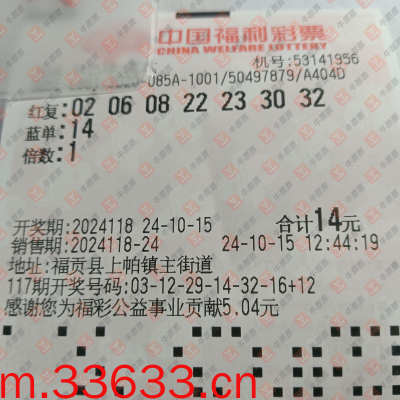 中国福利彩票
CHINA WELFARE LOTTERY
机号:53141956
085A-1001/50497879/A404D
红复:02 06 08 22 23 30 32
蓝单:14
倍数:1
开奖期:2024118 24-10-15 合计14元
销售期:2024118-24 24-10-15 12:44:19
地址:福贡县上帕镇主街道
117期开奖号码:03-12-29-14-32-16+12
感谢您为福彩公益事业贡献5.04元
m.33633.cn